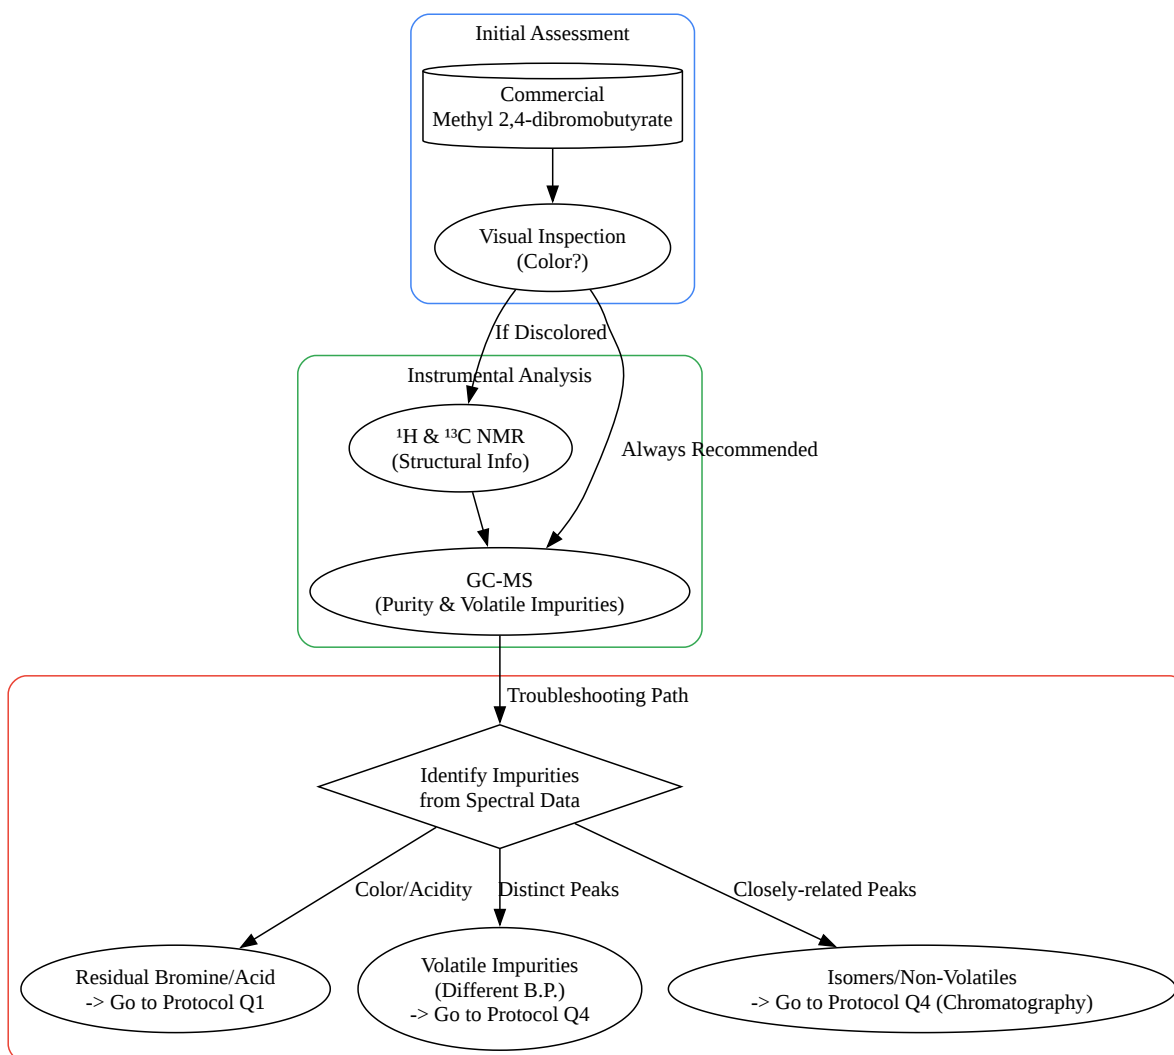 Initial Assessment
Commercial
Methyl 2,4-dibromobutyrate
Visual Inspection
(Color?)
If Discolored
Instrumental Analysis
¹H & ¹³C NMR
(Structural Info)
Always Recommended
GC-MS
(Purity & Volatile Impurities)
Troubleshooting Path
Identify Impurities
from Spectral Data
Color/Acidity
Distinct Peaks
Closely-related Peaks
Residual Bromine/Acid
-> Go to Protocol Q1
Volatile Impurities
(Different B.P.)
-> Go to Protocol Q4
Isomers/Non-Volatiles
-> Go to Protocol Q4 (Chromatography)